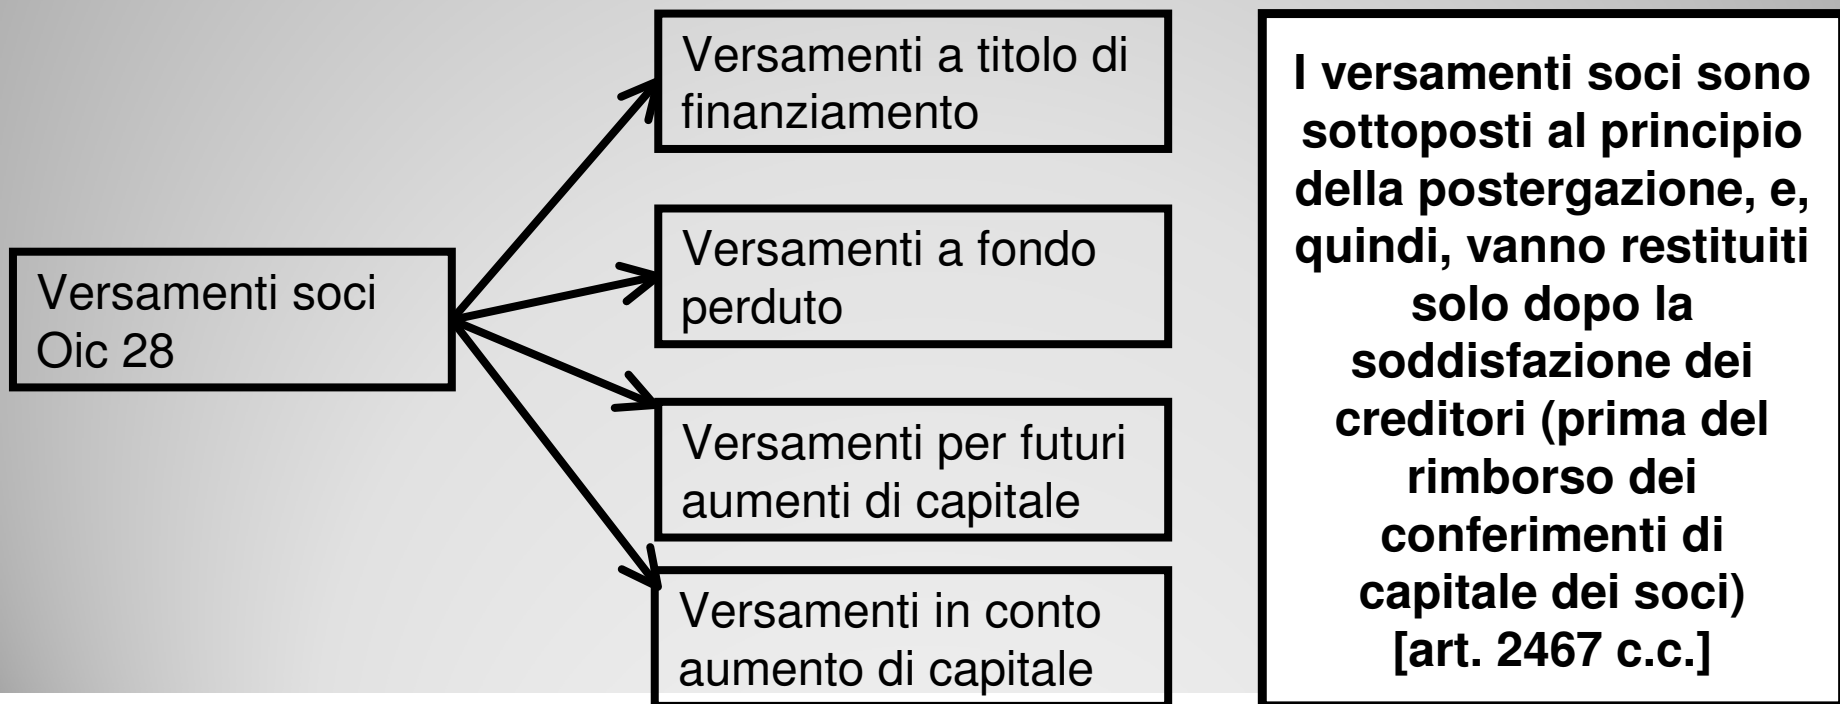 Versamenti soci
Oic 28
Versamenti a titolo di
finanziamento
Versamenti a fondo
perduto
Versamenti per futuri
aumenti di capitale
Versamenti in conto
aumento di capitale
I versamenti soci sono
sottoposti al principio
della postergazione, e,
quindi, vanno restituiti
solo dopo la
soddisfazione dei
creditori (prima del
rimborso dei
conferimenti di
capitale dei soci)
[art. 2467 c.c.]